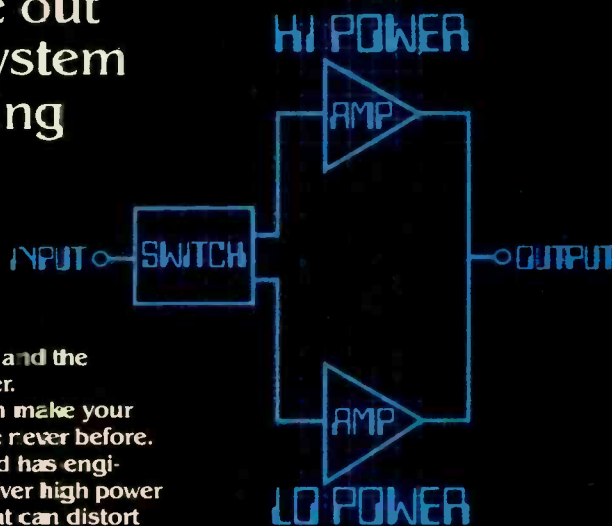 e out
ystem
ng
HI POWER
AMP
INPUT
SWITCH
OUTPUT
AMP
LO POWER
and the
er.
n make your
e never before.
d has engi-
ver high power
at can distort